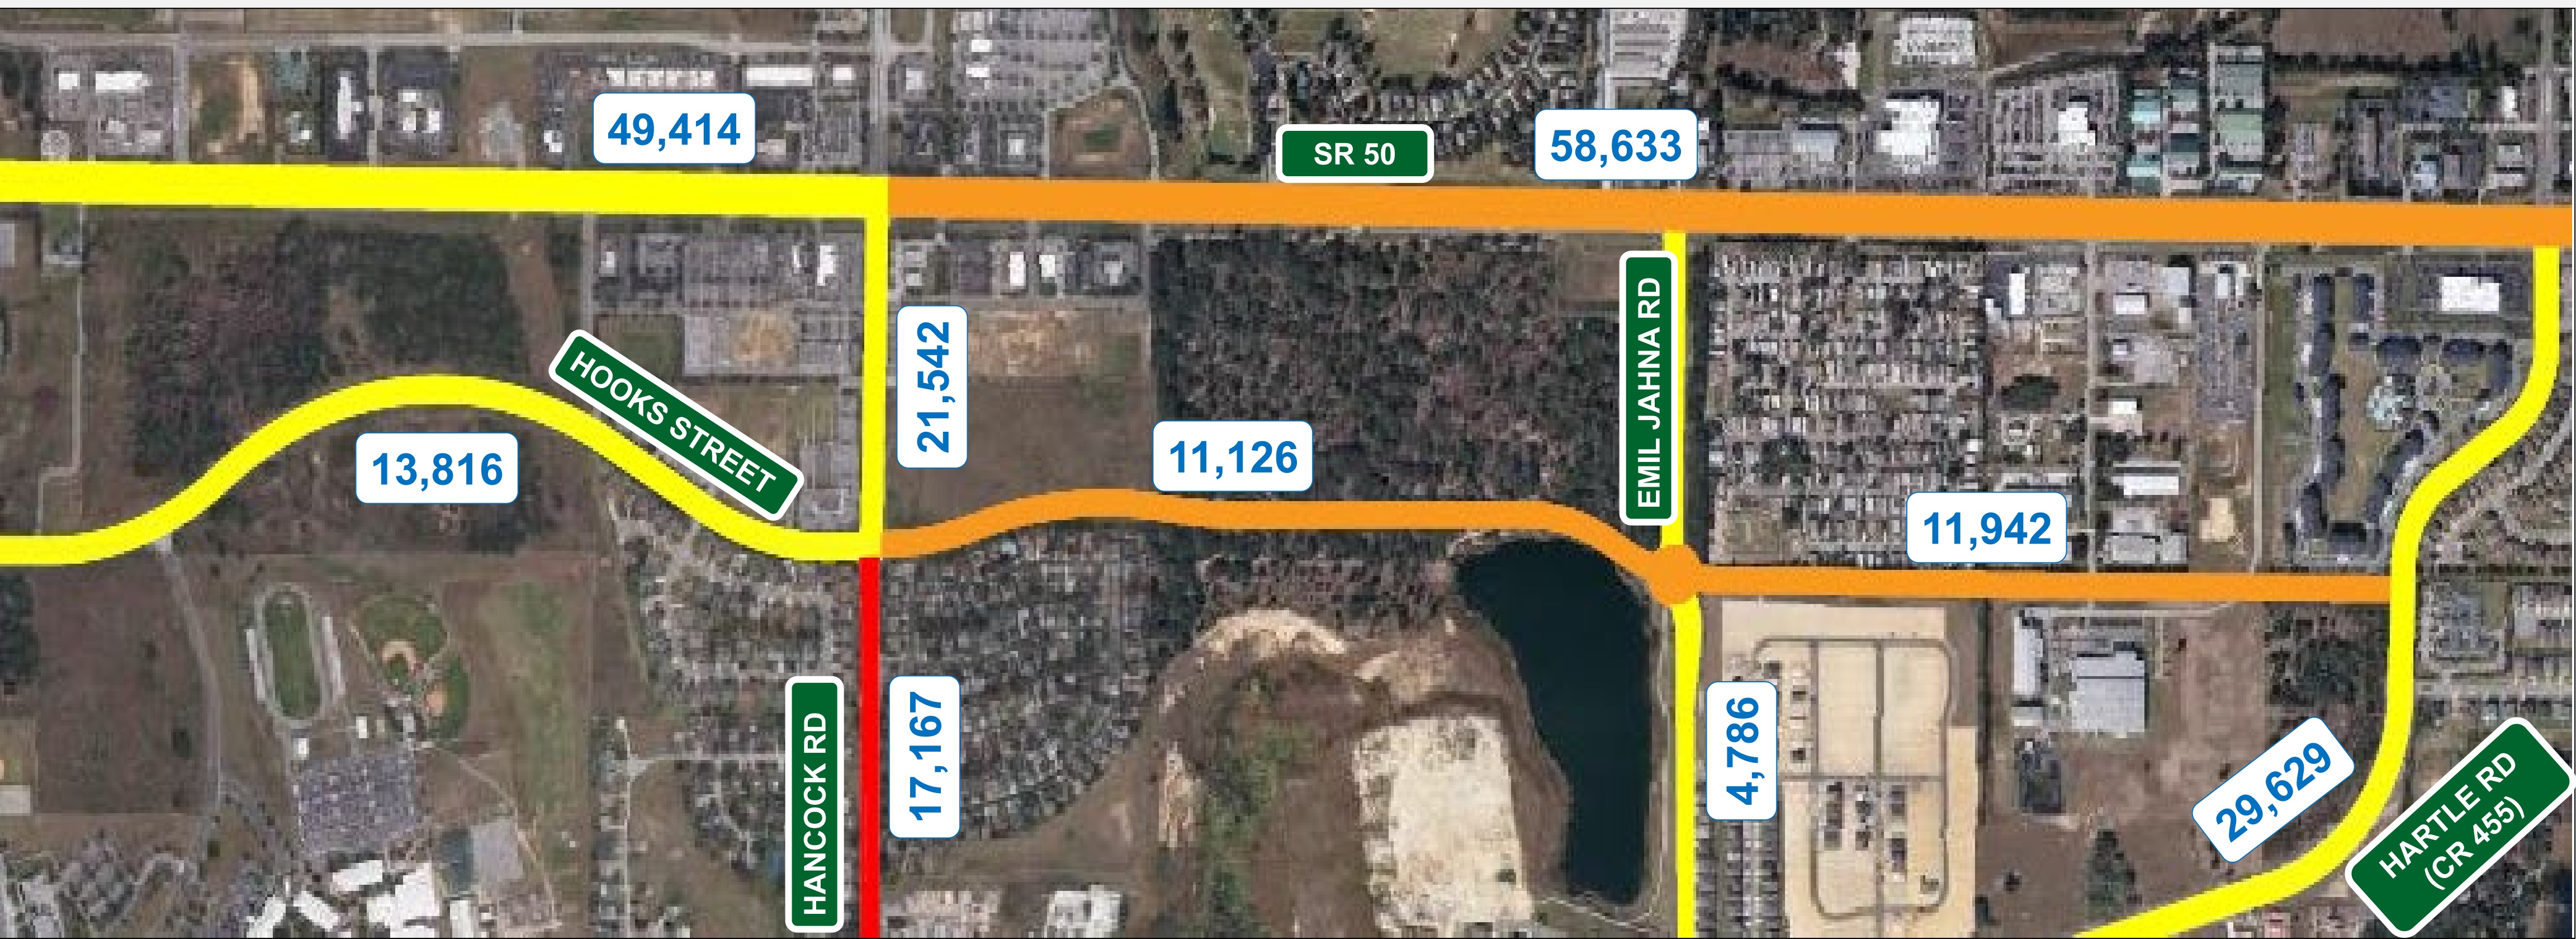 49,414
SR 50
58,633
HOOKS STREET
13,816
21,542
11,126
EMIL JAHNA RD
11,942
HANCOCK RD
17,167
4,786
29,629
HARTLE RD
(CR 455)